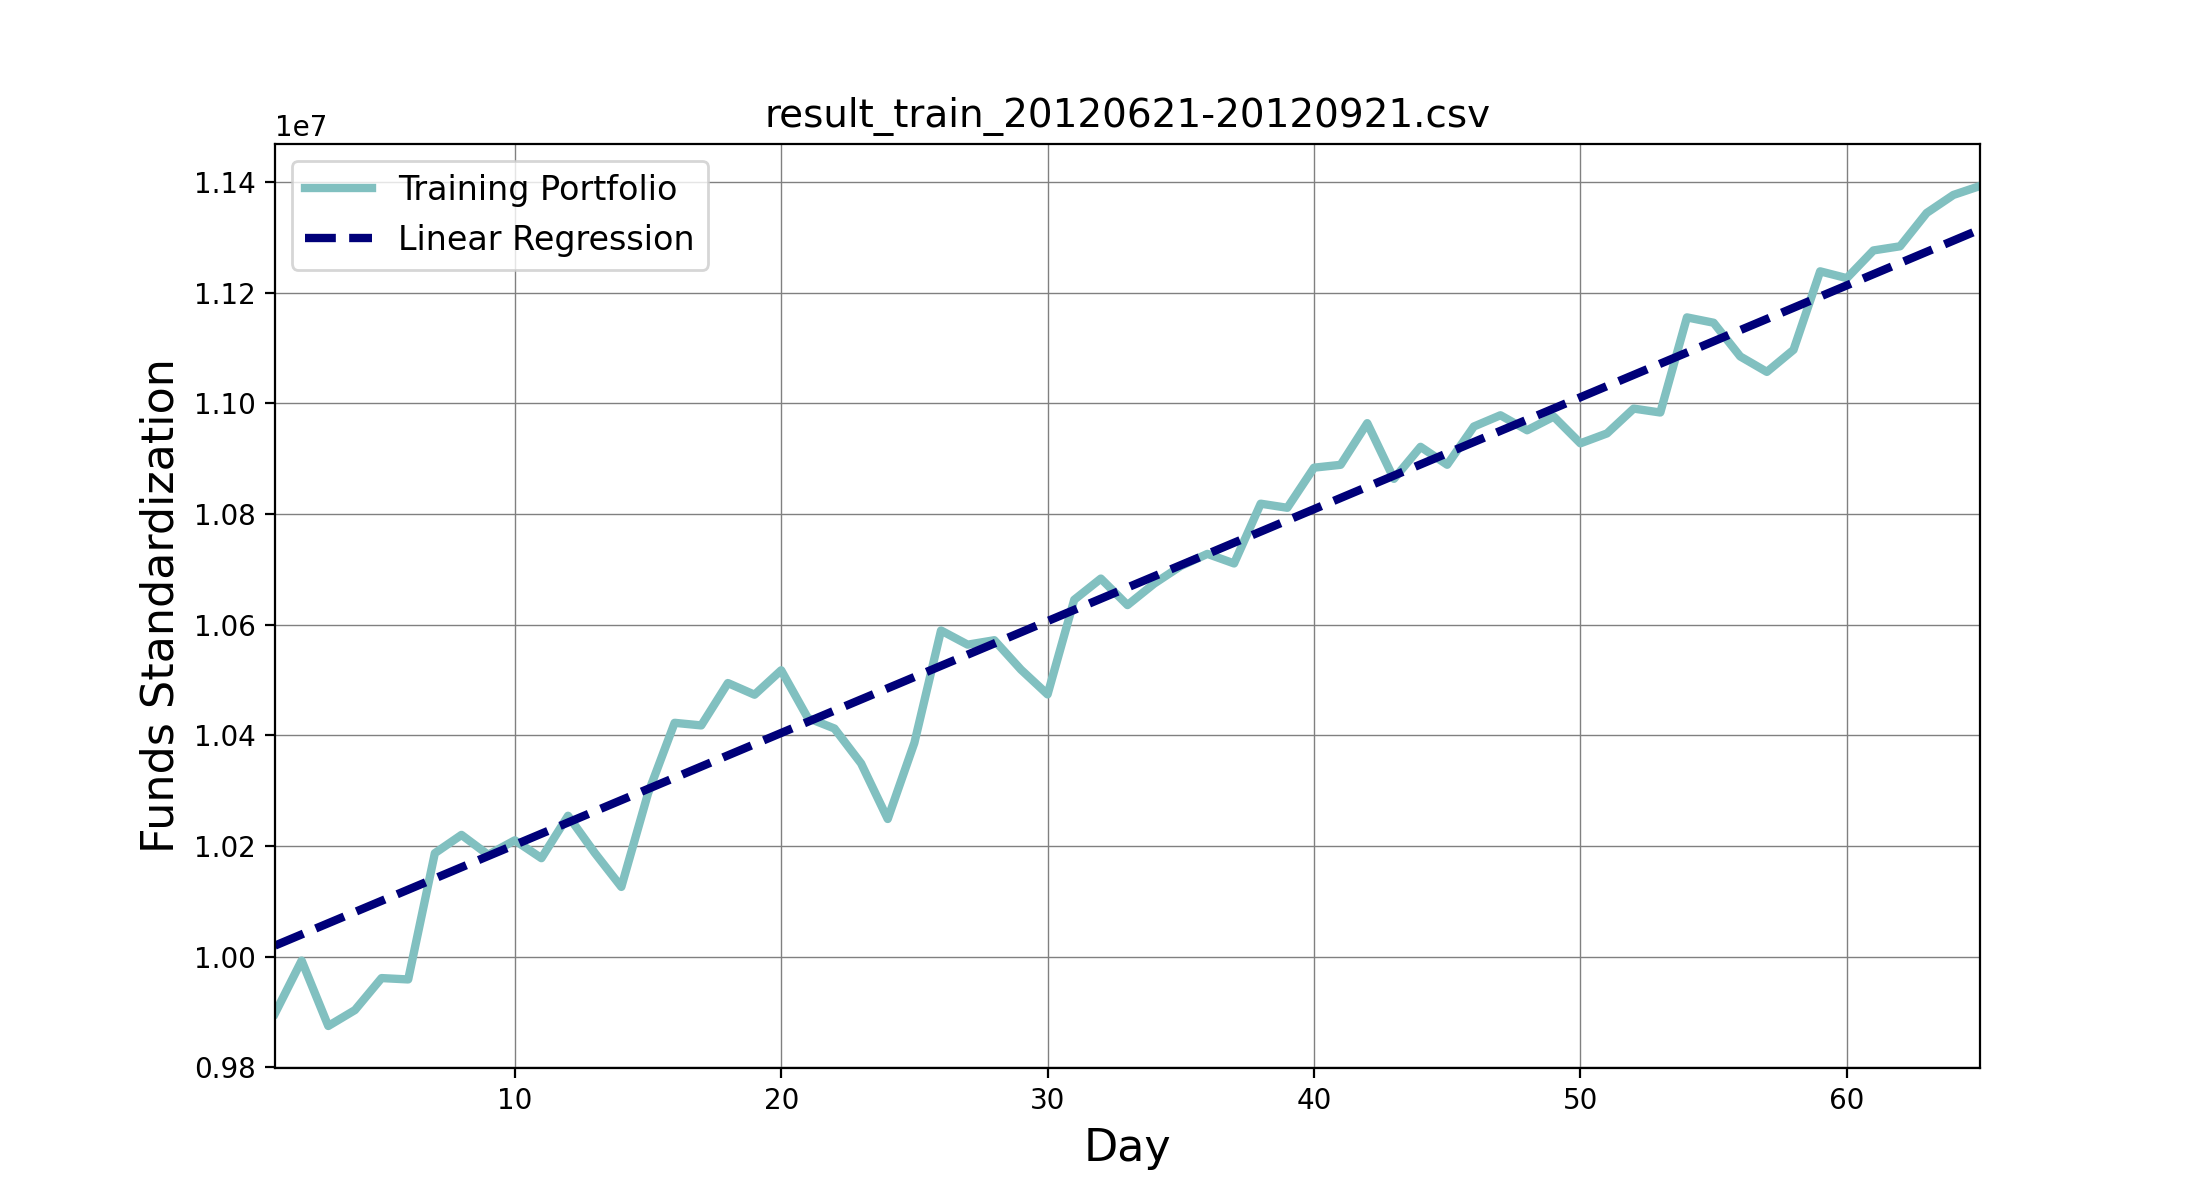 result_train_20120621-20120921.csv
1e7
Training Portfolio
Linear Regression
1.14
1.12
1.10
1.08
1.06
1.04
1.02
1.00
0.98
Funds Standardization
10 20 30 40 50 60
Day